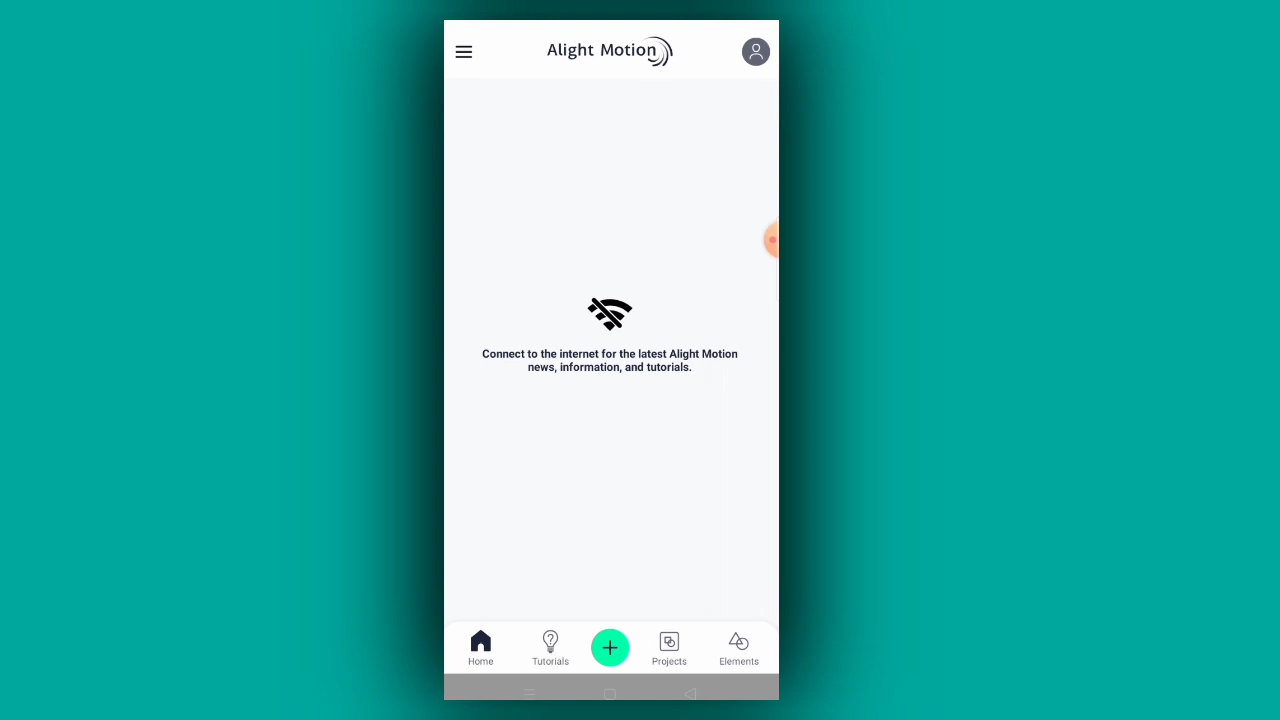 Alight Motion
Connect to the internet for the latest Alight Motion
news, information, and tutorials.
Home
Tutorials
Projects
Elements